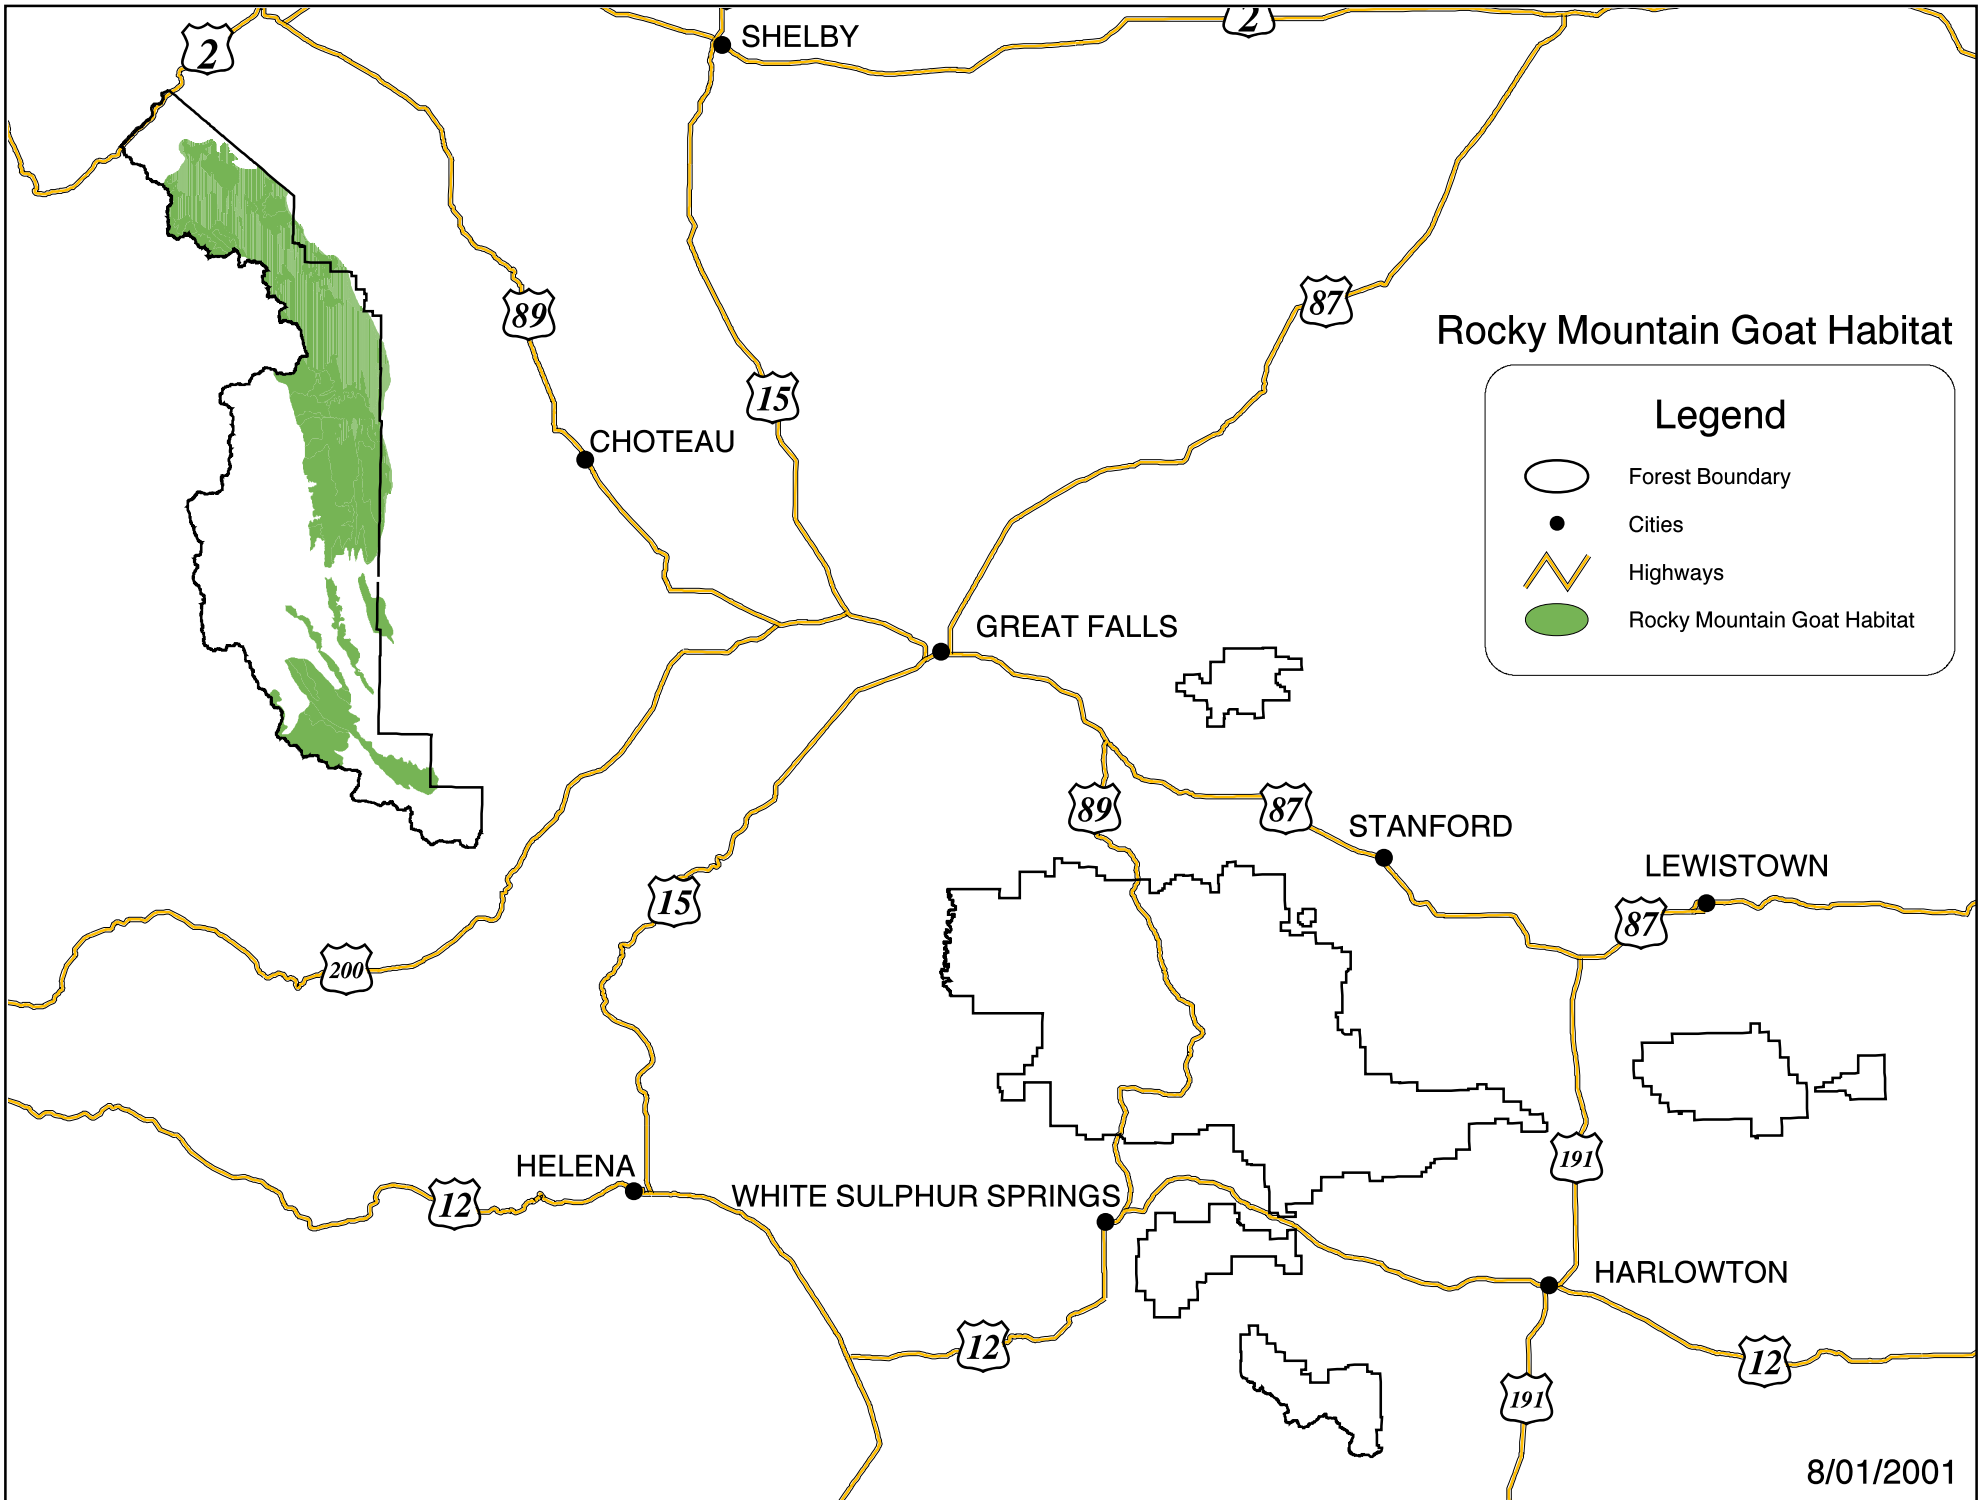 2
SHELBY
2
89
87
Rocky Mountain Goat Habitat
15
Legend
CHOTEAU
Forest Boundary
Cities
Highways
Rocky Mountain Goat Habitat
GREAT FALLS
89
87
STANFORD
LEWISTOWN
15
87
200
191
HELENA
12
WHITE SULPHUR SPRINGS
HARLOWTON
12
12
191
8/01/2001